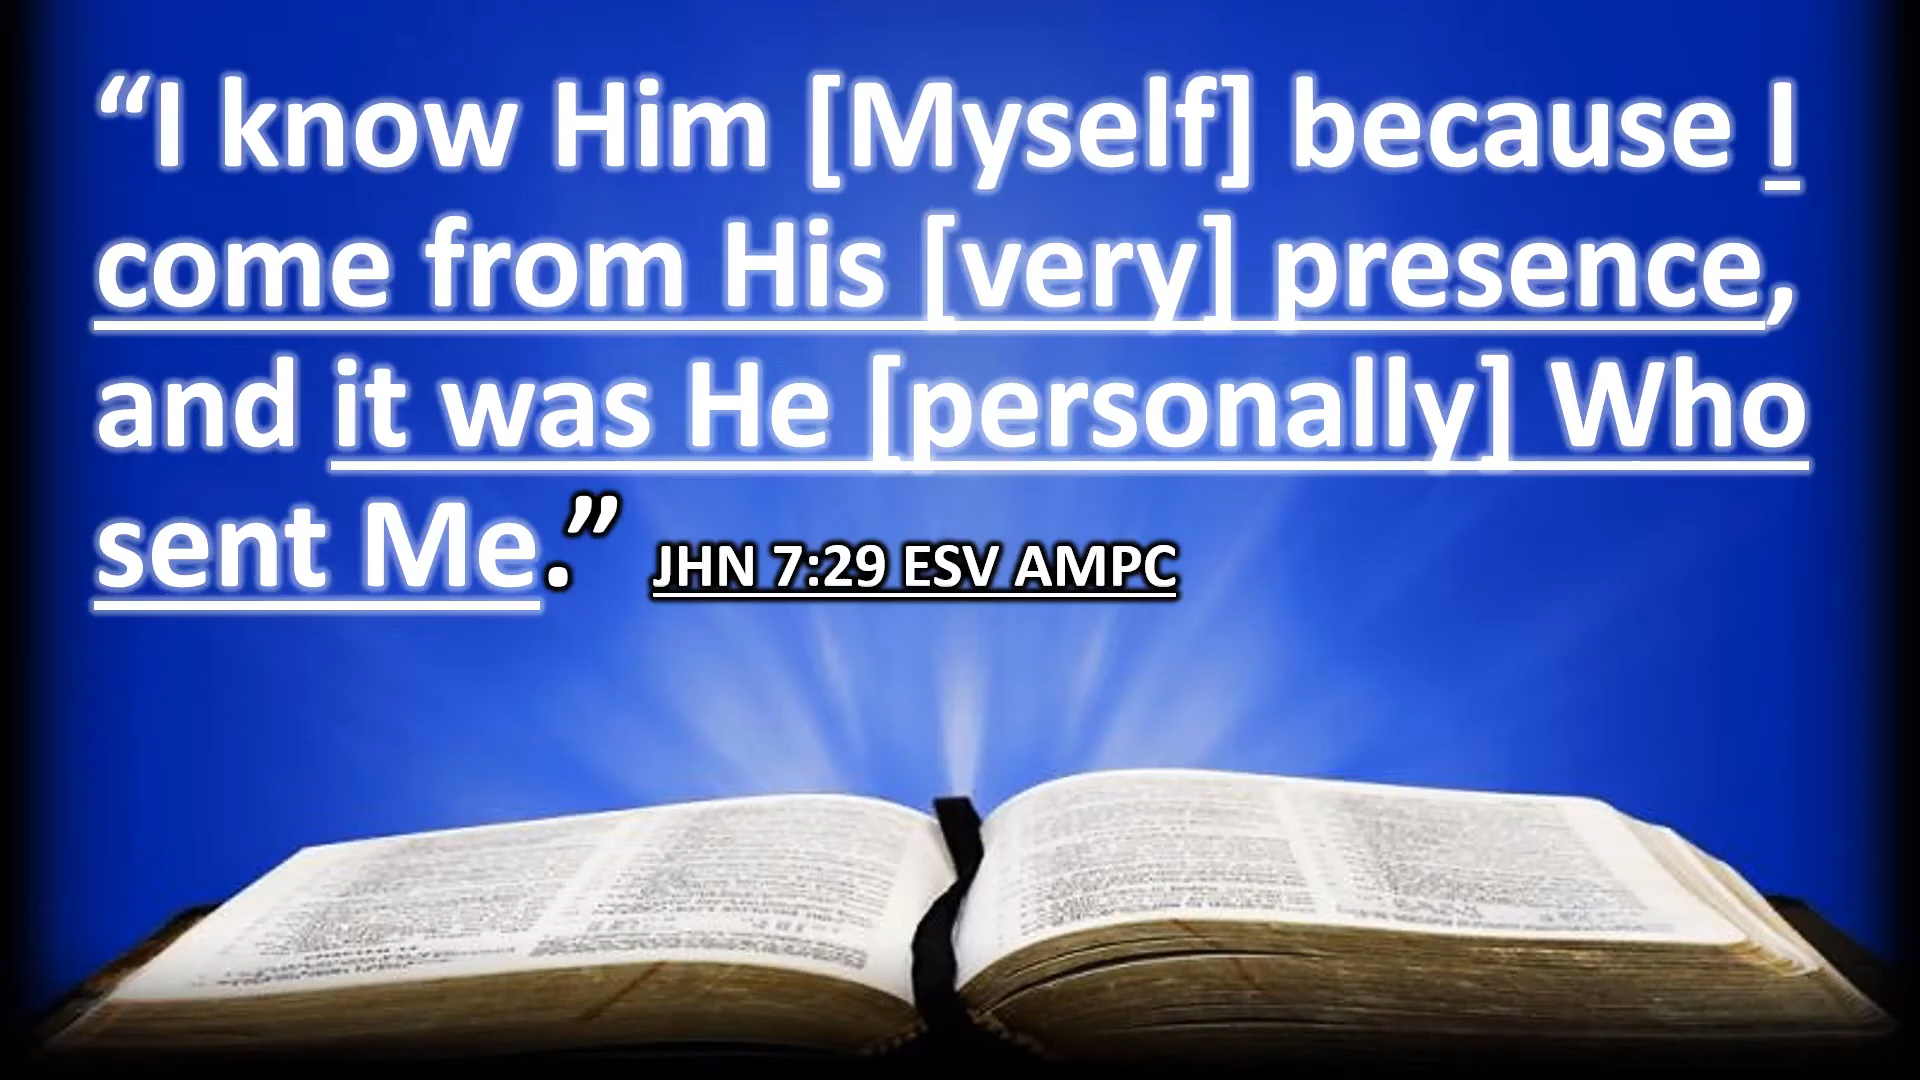 “I know Him [Myself] because I
come from His [very] presence,
and it was He [personally] Who
sent Me.” JHN 7:29 ESV AMPC